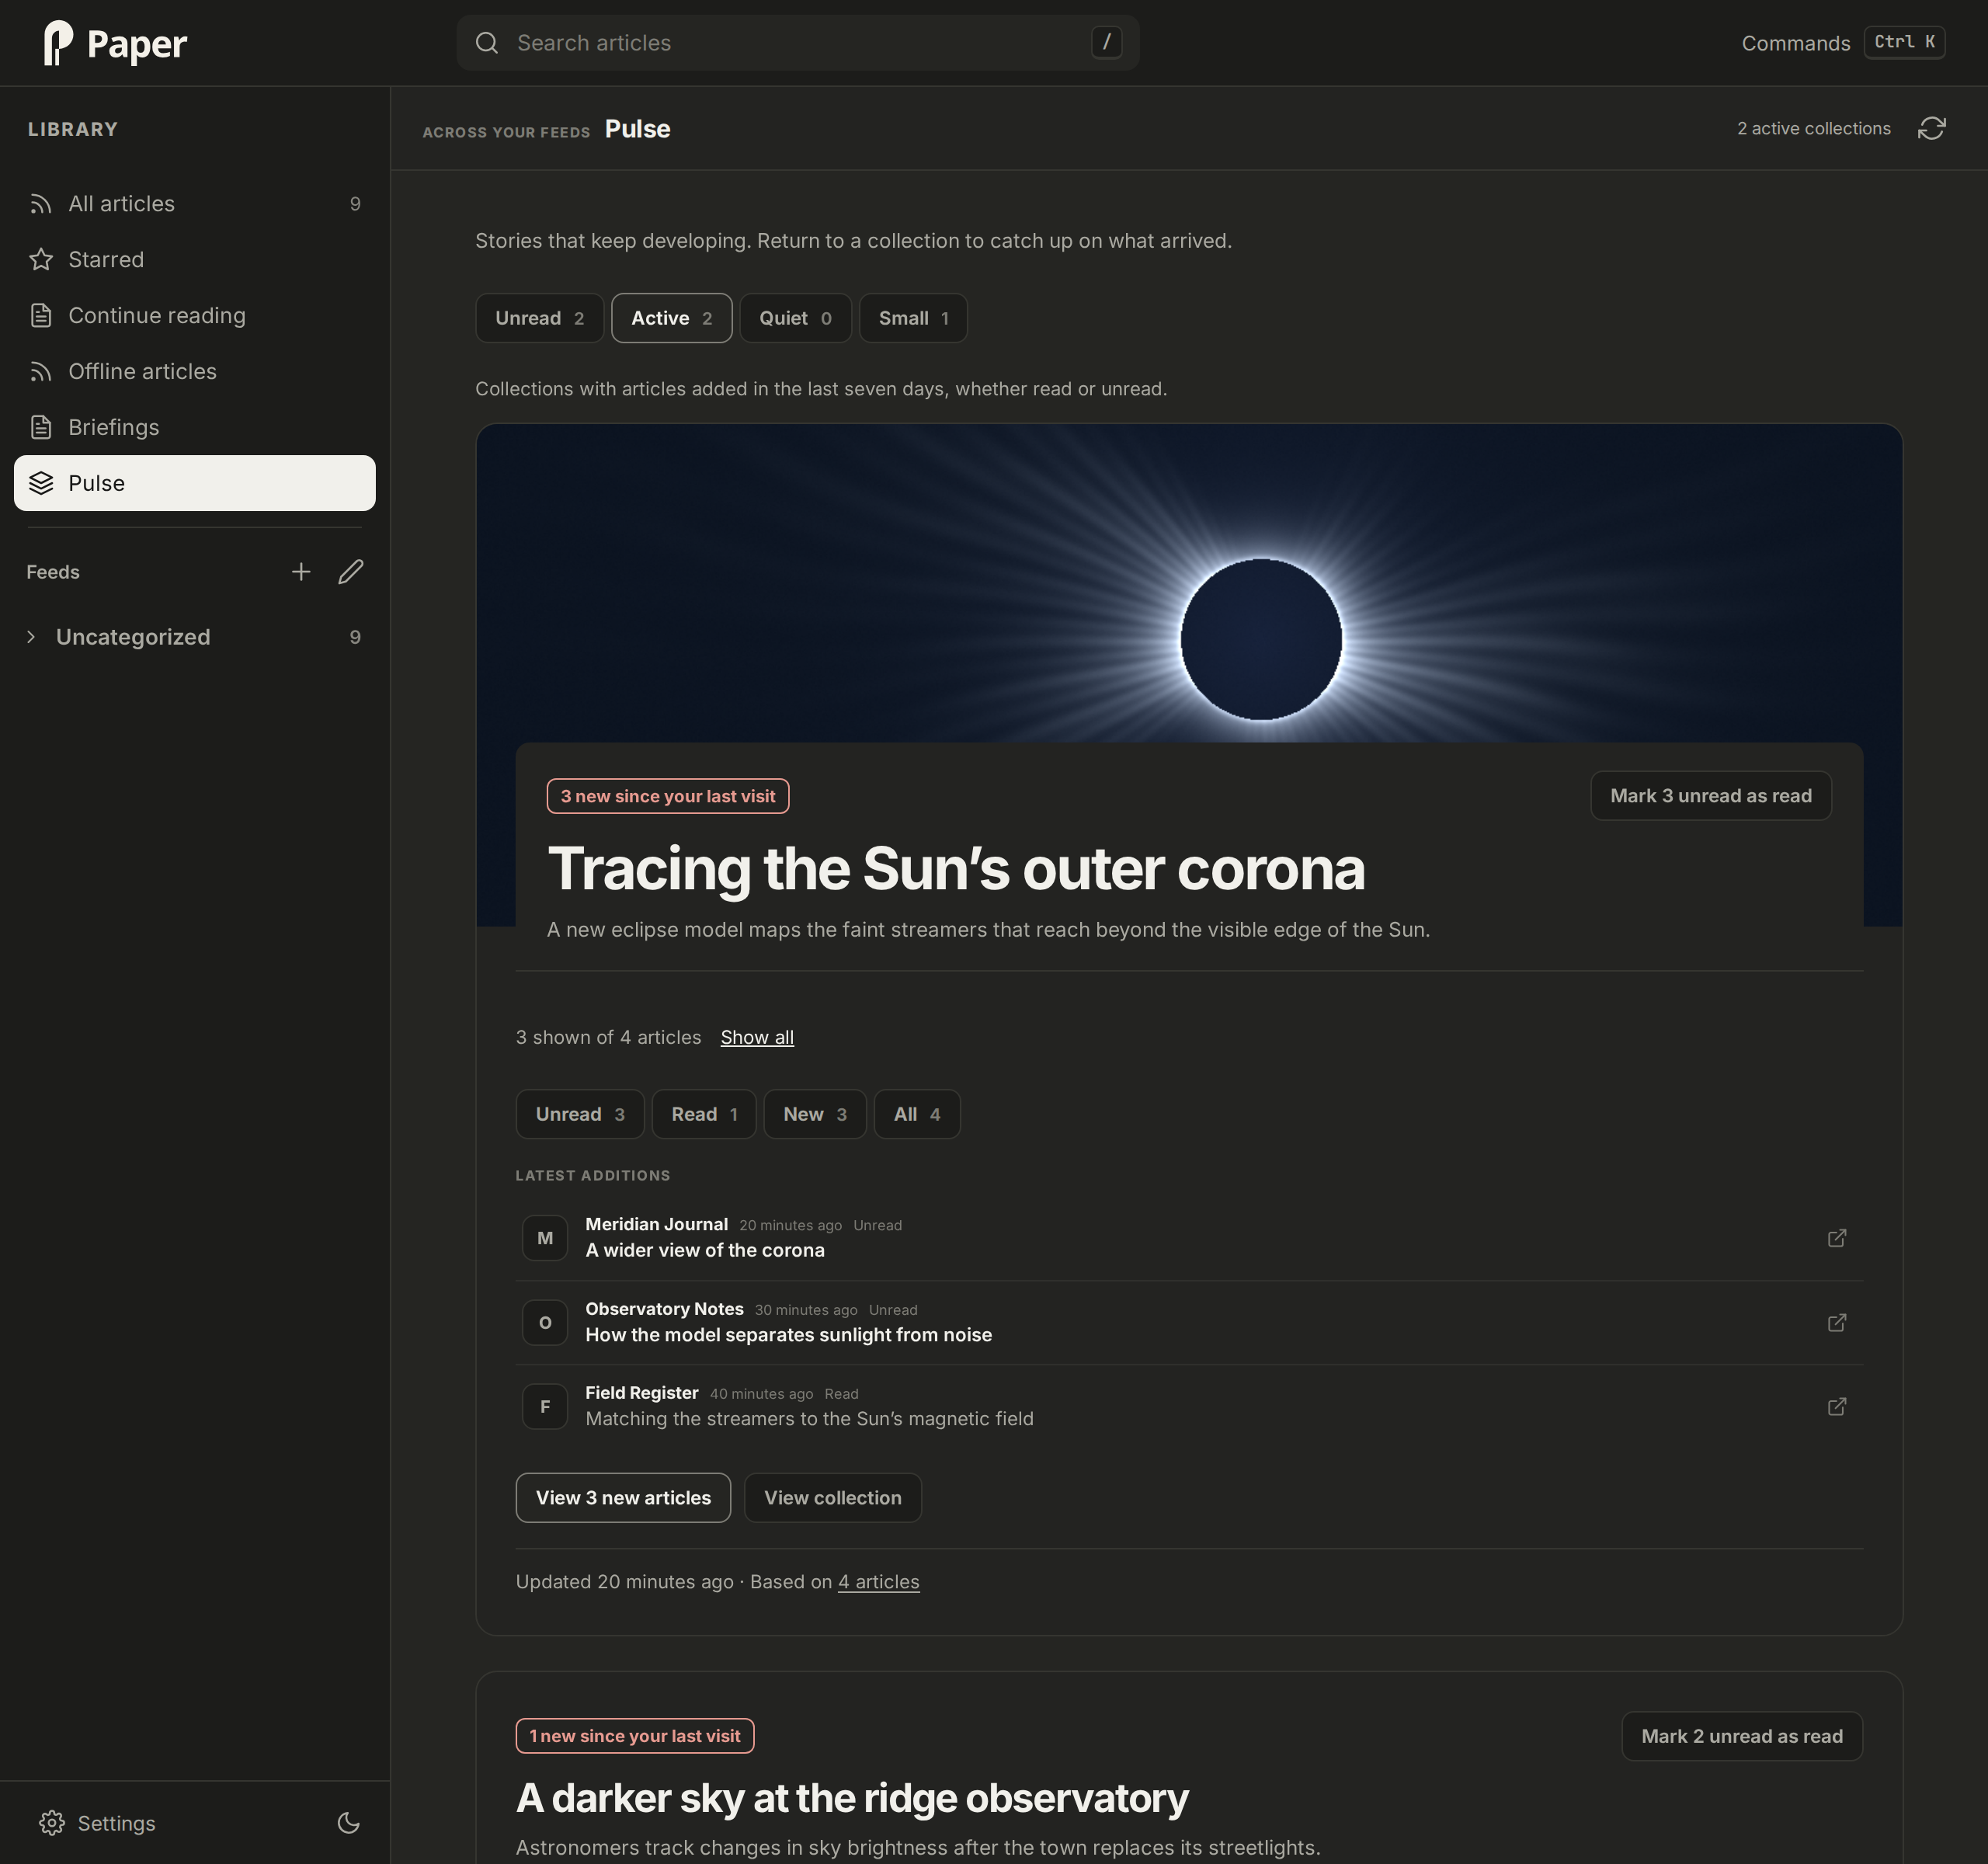 Paper
Search articles /
Commands Ctrl K
LIBRARY
All articles 9
Starred
Continue reading
Offline articles
Briefings
Pulse
Feeds
Uncategorized 9
Settings
ACROSS YOUR FEEDS Pulse
2 active collections
Stories that keep developing. Return to a collection to catch up on what arrived.
Unread 2 Active 2 Quiet 0 Small 1
Collections with articles added in the last seven days, whether read or unread.
3 new since your last visit
Mark 3 unread as read
Tracing the Sun’s outer corona
A new eclipse model maps the faint streamers that reach beyond the visible edge of the Sun.
3 shown of 4 articles Show all
Unread 3 Read 1 New 3 All 4
LATEST ADDITIONS
M
Meridian Journal 20 minutes ago Unread
A wider view of the corona
O
Observatory Notes 30 minutes ago Unread
How the model separates sunlight from noise
F
Field Register 40 minutes ago Read
Matching the streamers to the Sun’s magnetic field
View 3 new articles View collection
Updated 20 minutes ago · Based on 4 articles
1 new since your last visit
Mark 2 unread as read
A darker sky at the ridge observatory
Astronomers track changes in sky brightness after the town replaces its streetlights.